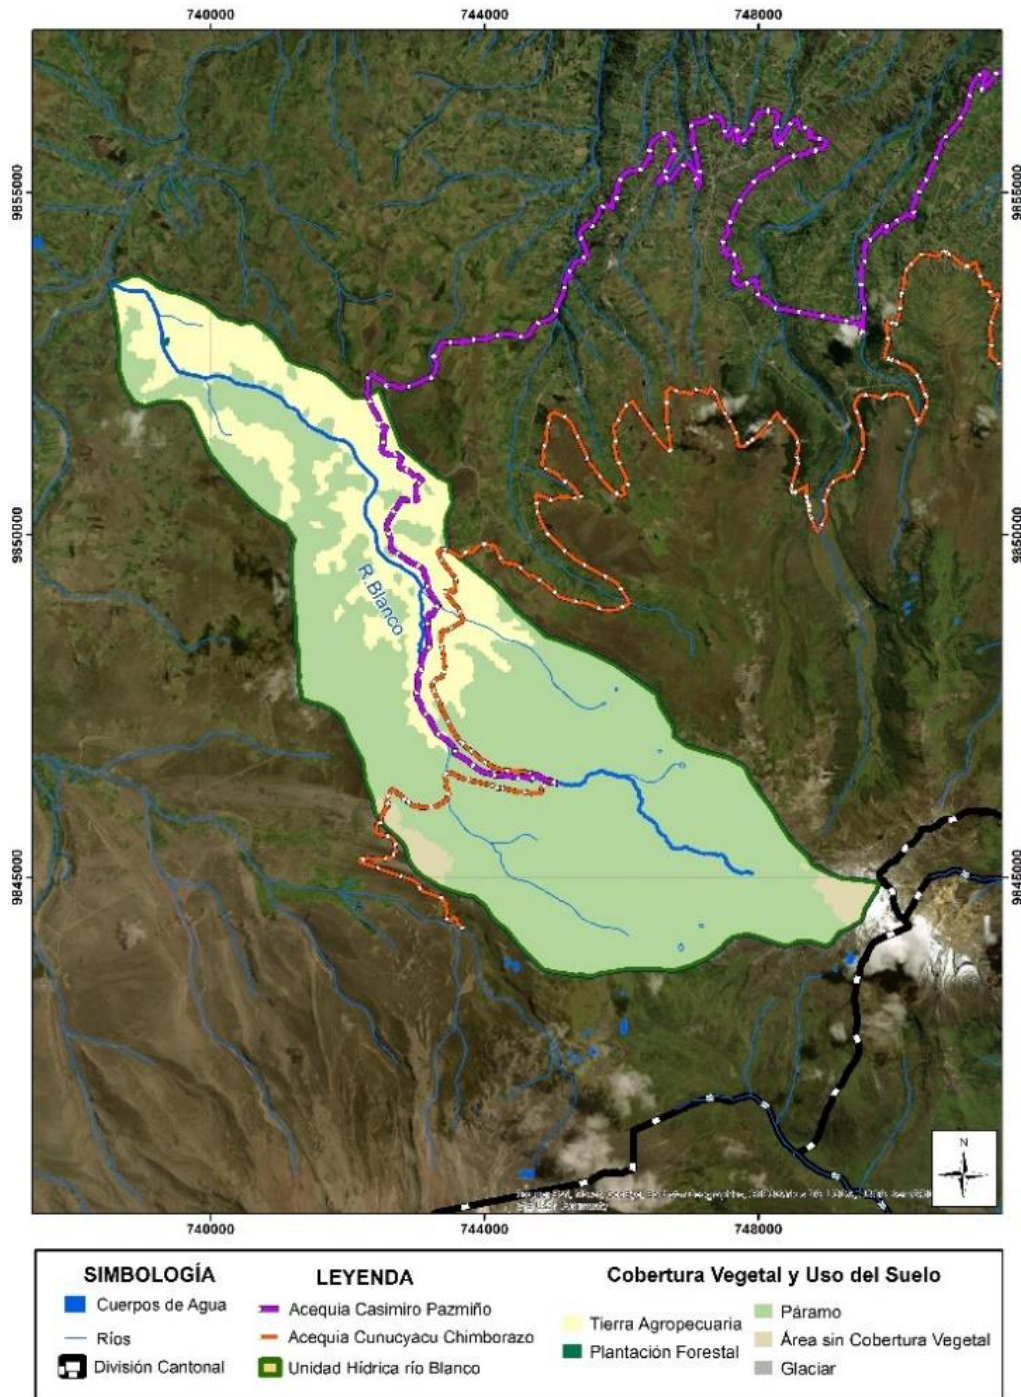 740000 744000 748000
9855000 9855000
9850000 9850000
R.Blanco
9845000 9845000
N
740000 744000 748000
SIMBOLOGÍA
Cuerpos de Agua
Ríos
División Cantonal
LEYENDA
Acequia Casimiro Pazmiño
Acequia Cunucyacu Chimborazo
Unidad Hídrica río Blanco
Cobertura Vegetal y Uso del Suelo
Tierra Agropecuaria
Plantación Forestal
Páramo
Área sin Cobertura Vegetal
Glaciar